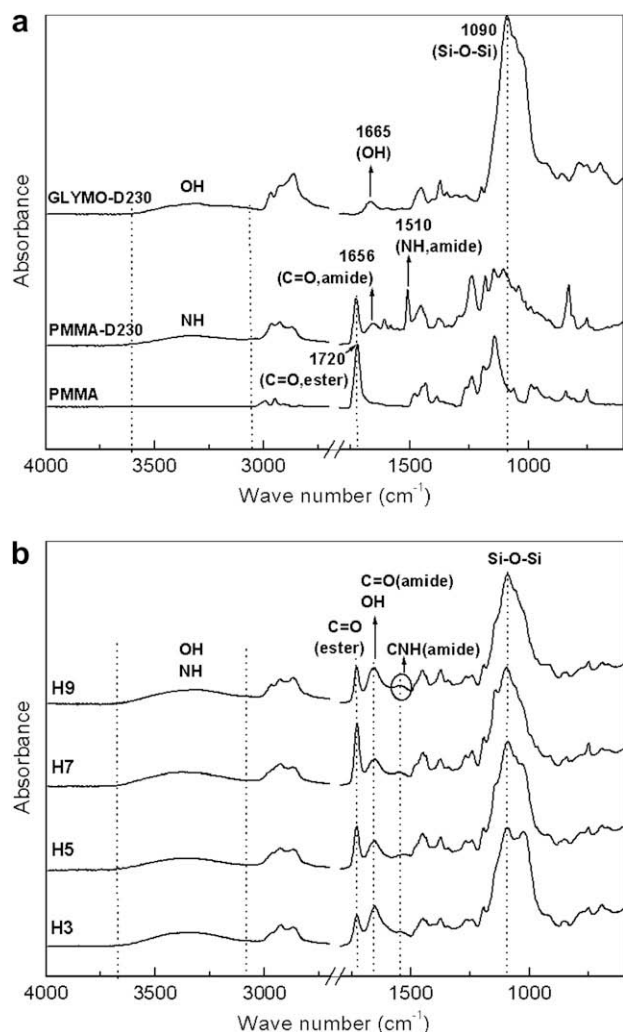 a
1090
(Si-O-Si)
1665
(OH)
OH
GLYMO-D230
1510
(NH,amide)
1656
(C=O,amide)
NH
PMMA-D230
1720
(C=O,ester)
PMMA
Absorbance
4000 3500 3000 1500 1000
Wave number (cm⁻¹)
b
Si-O-Si
C=O(amide)
OH
C=O
(ester)
CNH(amide)
OH
NH
H9
H7
H5
H3
Absorbance
4000 3500 3000 1500 1000
Wave number (cm⁻¹)